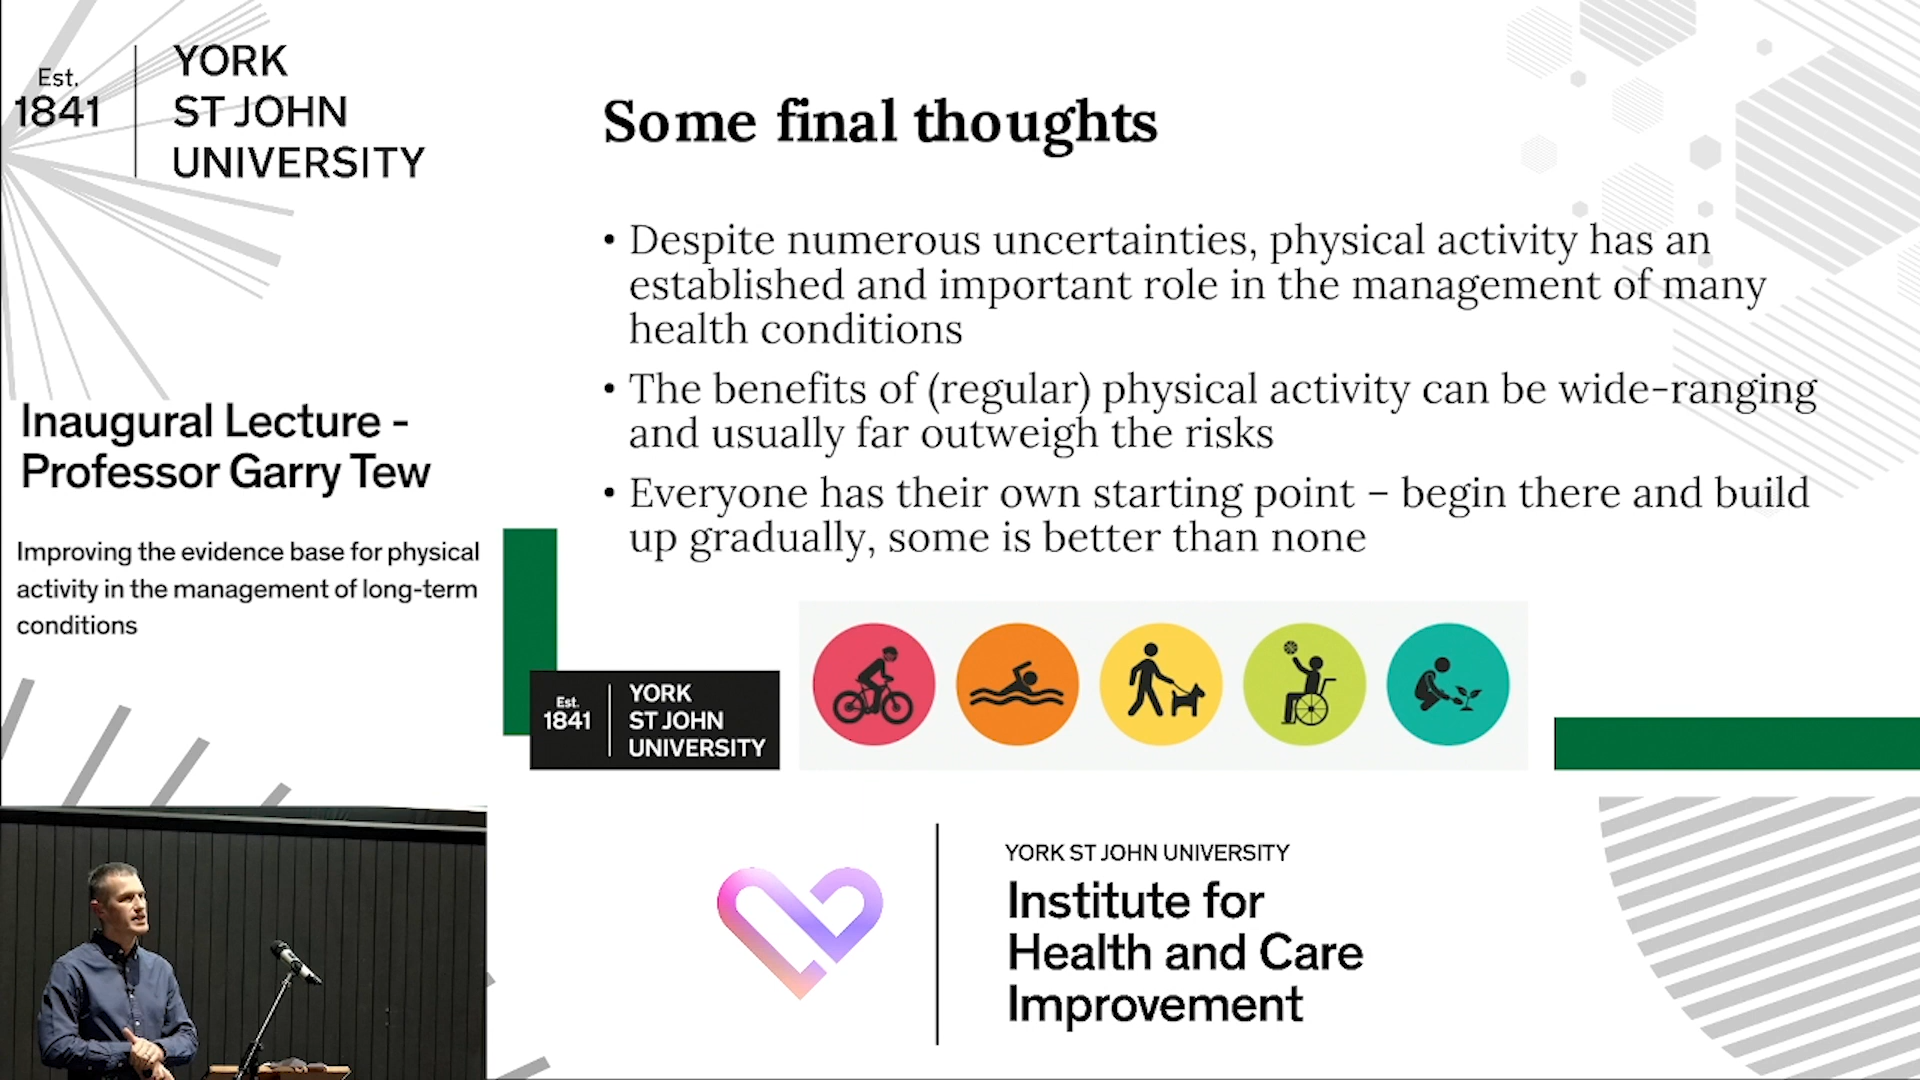 Est.
1841
YORK
ST JOHN
UNIVERSITY
Inaugural Lecture -
Professor Garry Tew
Improving the evidence base for physical
activity in the management of long-term
conditions
Some final thoughts
• Despite numerous uncertainties, physical activity has an
established and important role in the management of many
health conditions
• The benefits of (regular) physical activity can be wide-ranging
and usually far outweigh the risks
• Everyone has their own starting point – begin there and build
up gradually, some is better than none
Est.
1841
YORK
ST JOHN
UNIVERSITY
YORK ST JOHN UNIVERSITY
Institute for
Health and Care
Improvement